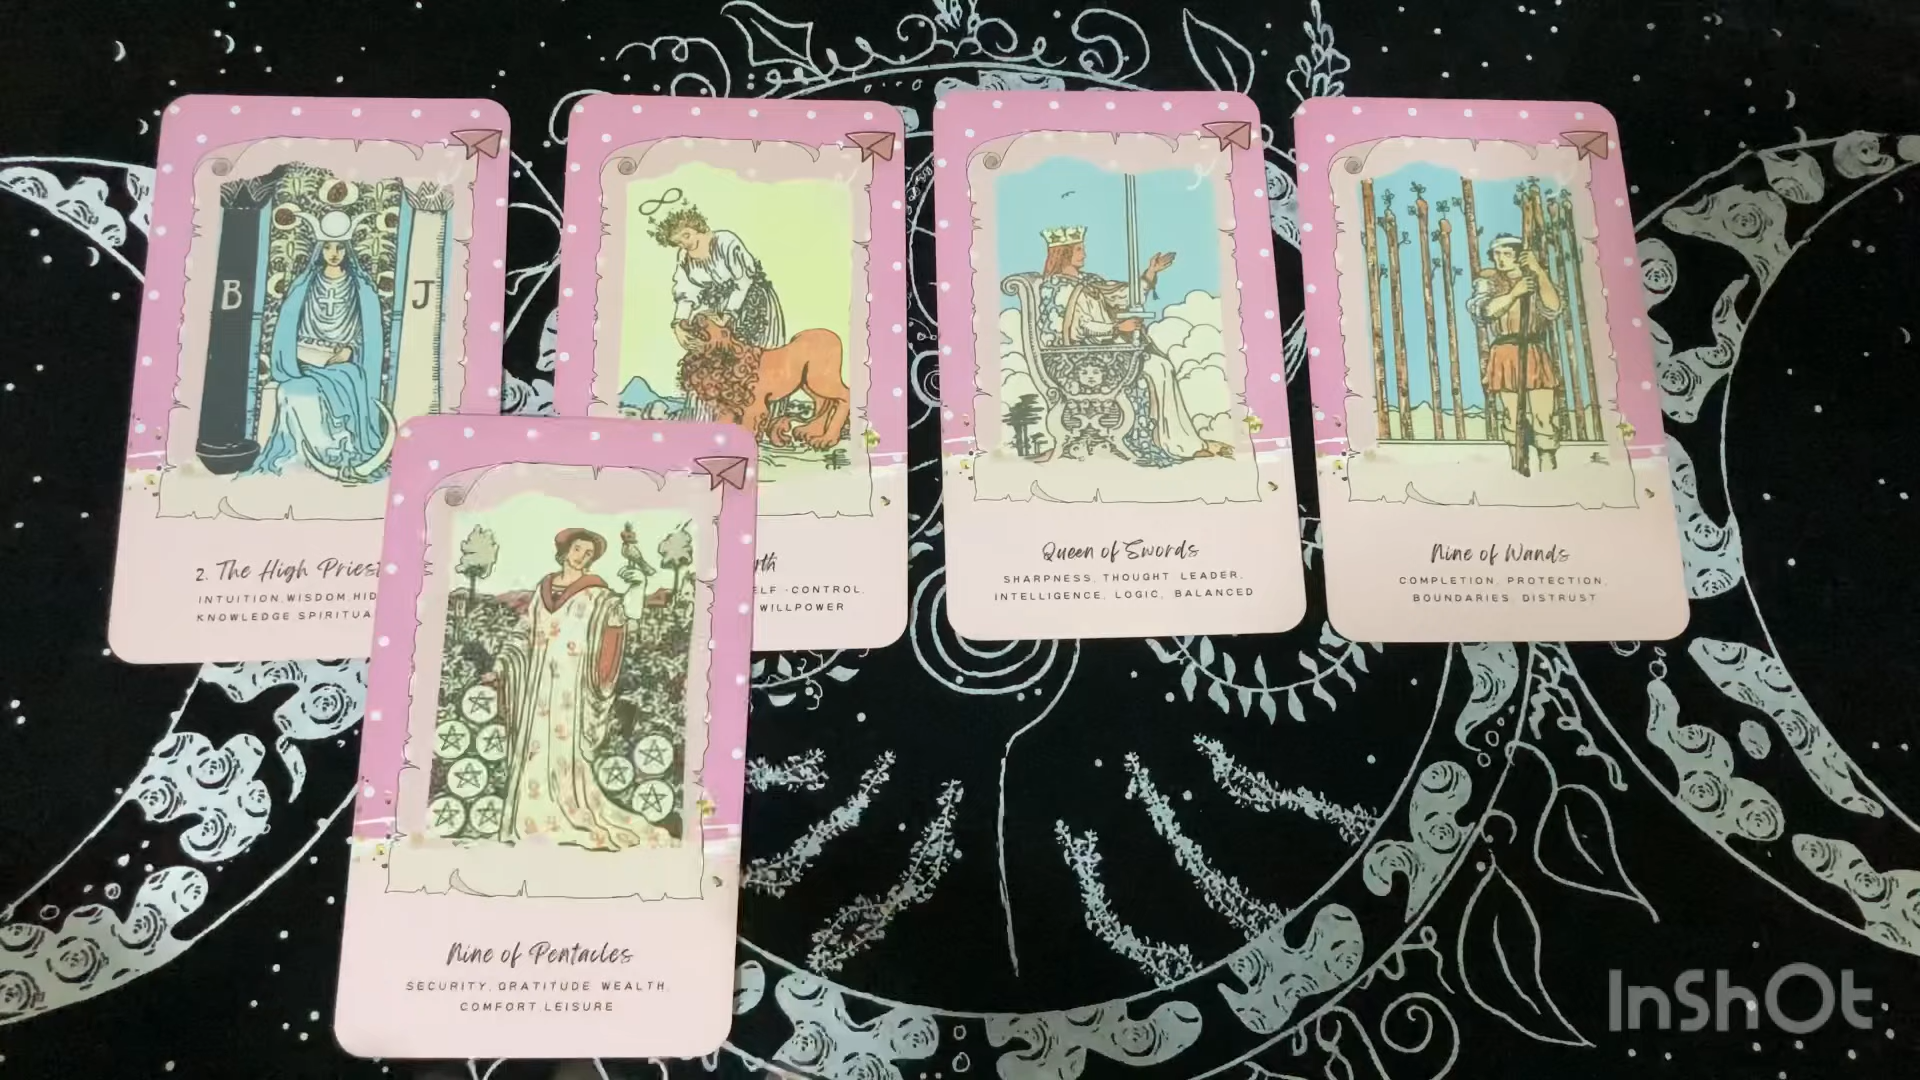 B
J
2. The High Priest
INTUITION, WISDOM, HID
KNOWLEDGE SPIRITUA
rth
ELF -CONTROL,
WILLPOWER
Queen of Swords
SHARPNESS, THOUGHT LEADER,
INTELLIGENCE, LOGIC, BALANCED
Nine of Wands
COMPLETION, PROTECTION,
BOUNDARIES, DISTRUST
Nine of Pentacles
SECURITY, GRATITUDE WEALTH,
COMFORT, LEISURE
InShOt